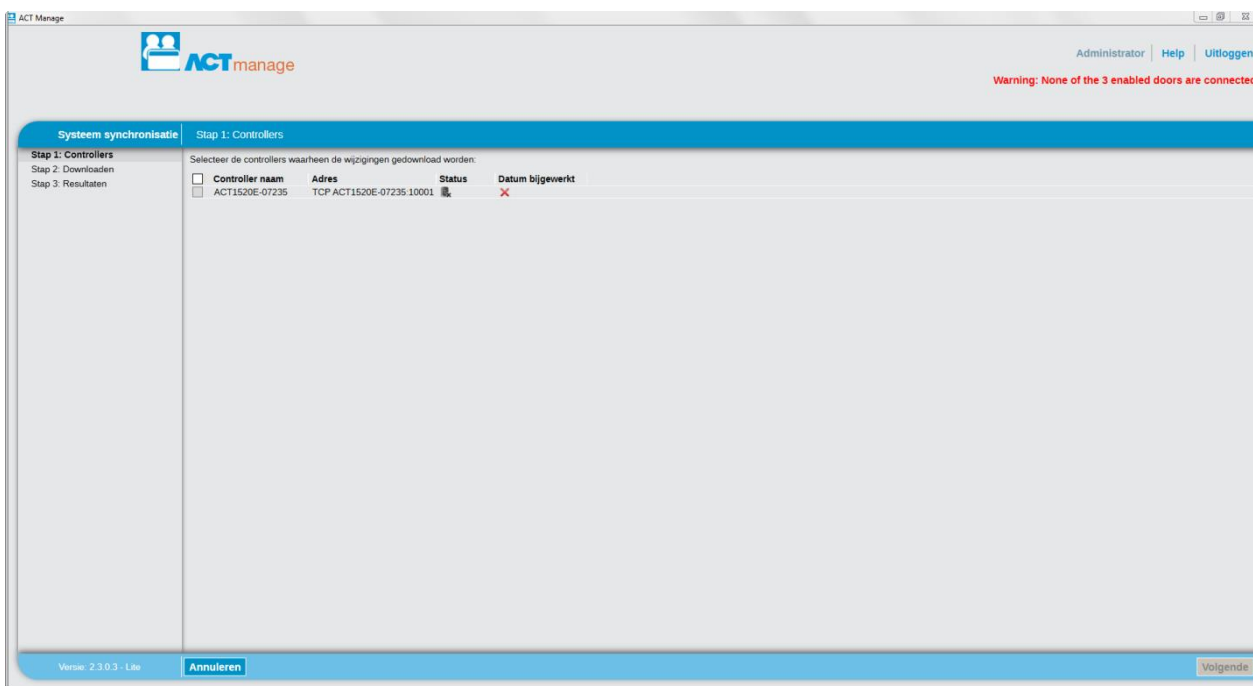 ACT Manage
ACTmanage
Administrator Help Uitloggen
Warning: None of the 3 enabled doors are connected
Systeem synchronisatie Stap 1: Controllers
Stap 1: Controllers
Stap 2: Downloaden
Stap 3: Resultaten
Selecteer de controllers waarheen de wijzigingen gedownload worden:
Controller naam Adres Status Datum bijgewerkt
ACT1520E-07235 TCP ACT1520E-07235:10001
Versie: 2.3.0.3 - Lite Annuleren Volgende